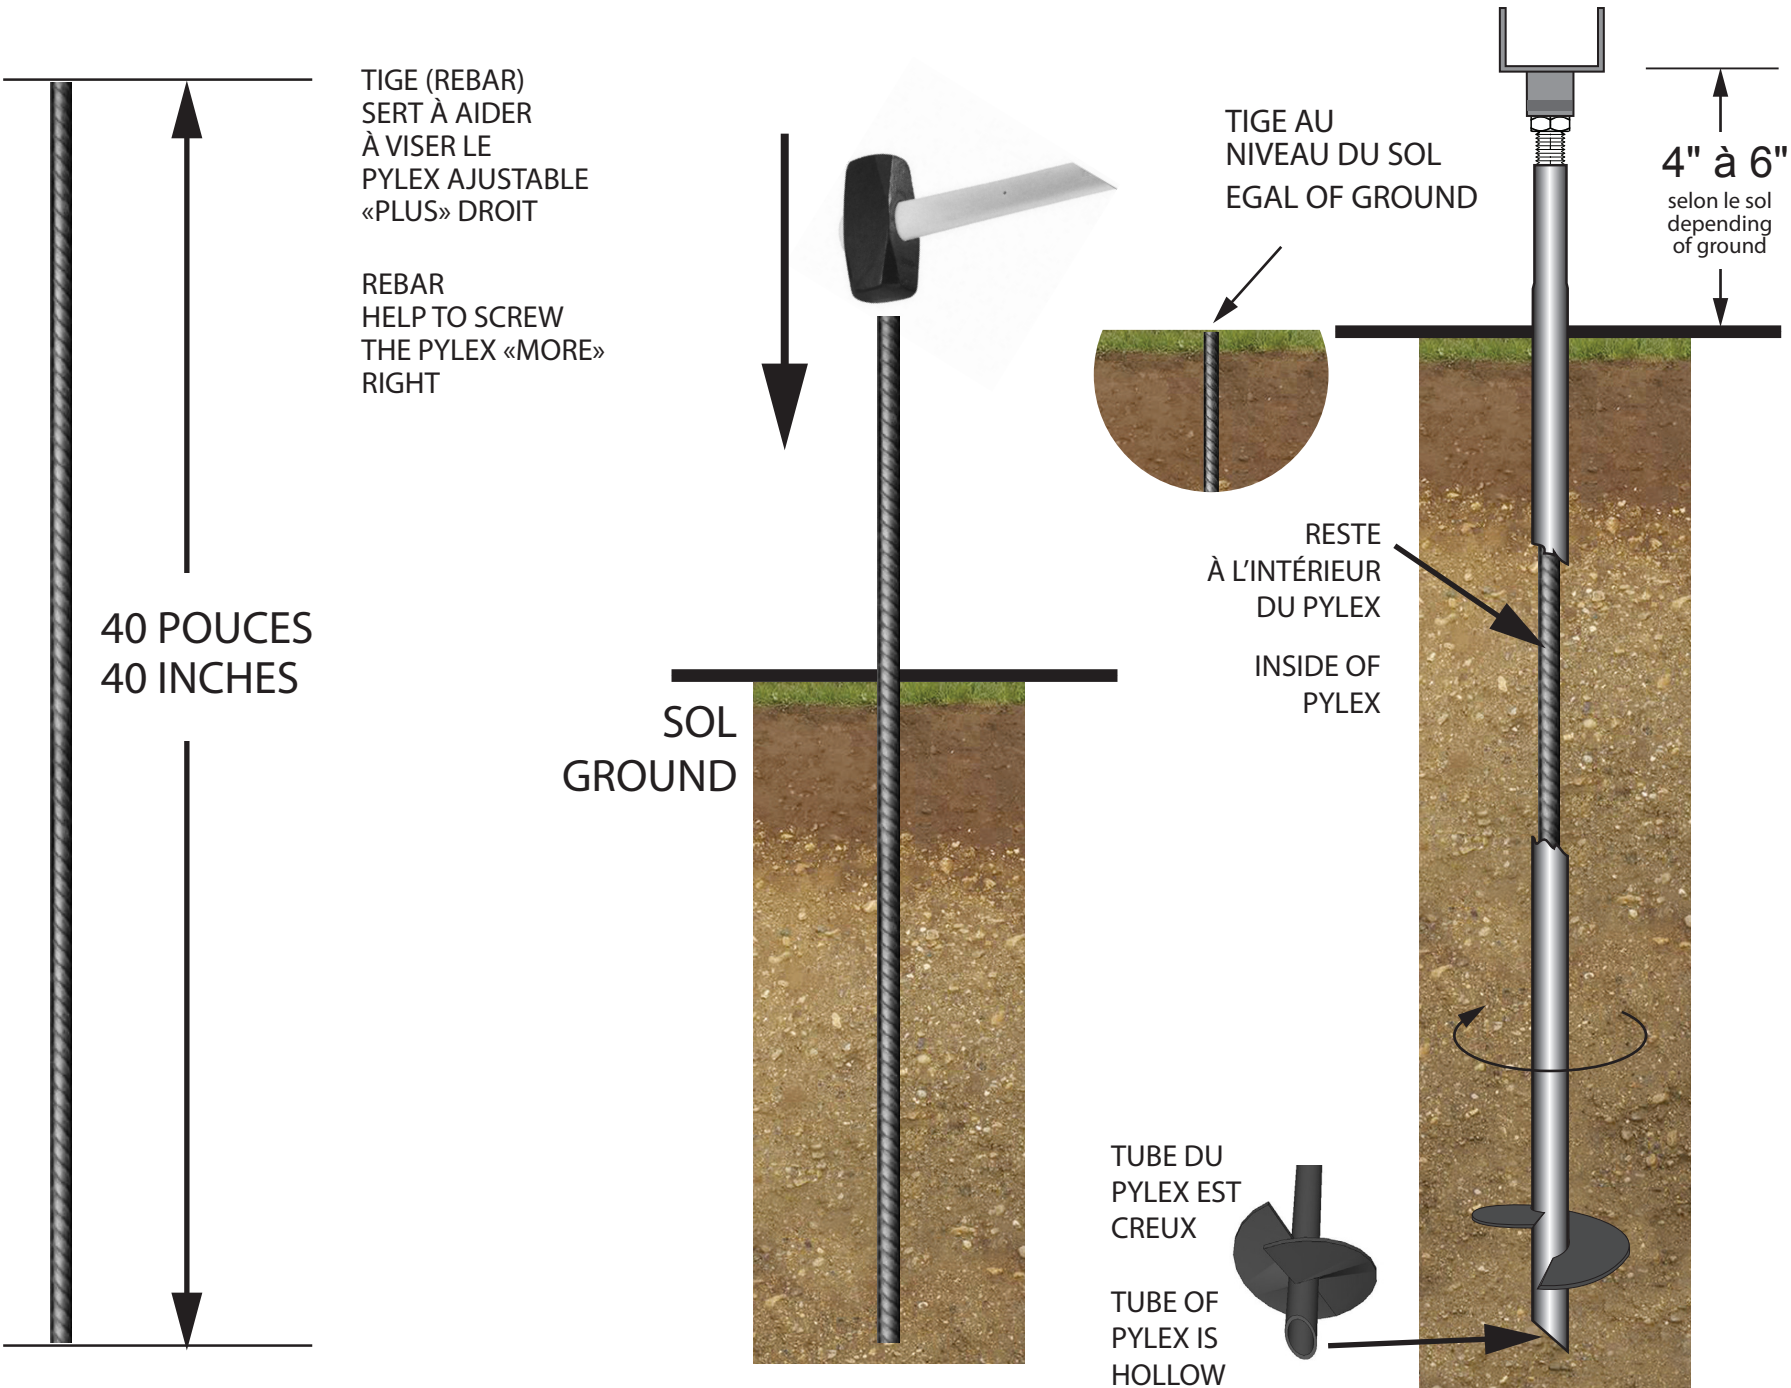 TIGE (REBAR)
SERT À AIDER
À VISER LE
PYLEX AJUSTABLE
«PLUS» DROIT
REBAR
HELP TO SCREW
THE PYLEX «MORE»
RIGHT
40 POUCES
40 INCHES
SOL
GROUND
TIGE AU
NIVEAU DU SOL
EGAL OF GROUND
4" à 6"
selon le sol
depending
of ground
RESTE
À L'INTÉRIEUR
DU PYLEX
INSIDE OF
PYLEX
TUBE DU
PYLEX EST
CREUX
TUBE OF
PYLEX IS
HOLLOW